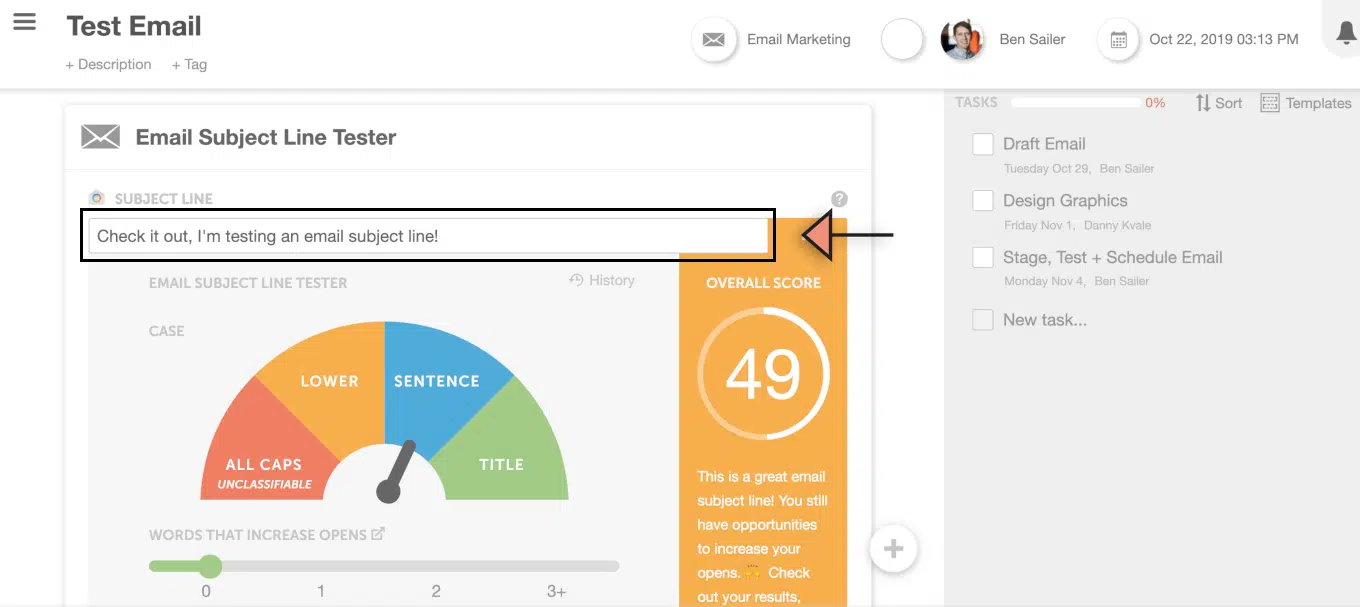 Test Email
+ Description + Tag
Email Marketing
Ben Sailer
Oct 22, 2019 03:13 PM
Email Subject Line Tester
SUBJECT LINE
?
Check it out, I'm testing an email subject line!
EMAIL SUBJECT LINE TESTER
History
CASE
ALL CAPS
UNCLASSIFIABLE
LOWER
SENTENCE
TITLE
WORDS THAT INCREASE OPENS
0 1 2 3+
OVERALL SCORE
49
This is a great email
subject line! You still
have opportunities
to increase your
opens. 🙌 Check
out your results,
TASKS 0% Sort Templates
Draft Email
Tuesday Oct 29, Ben Sailer
Design Graphics
Friday Nov 1, Danny Kvale
Stage, Test + Schedule Email
Monday Nov 4, Ben Sailer
New task...